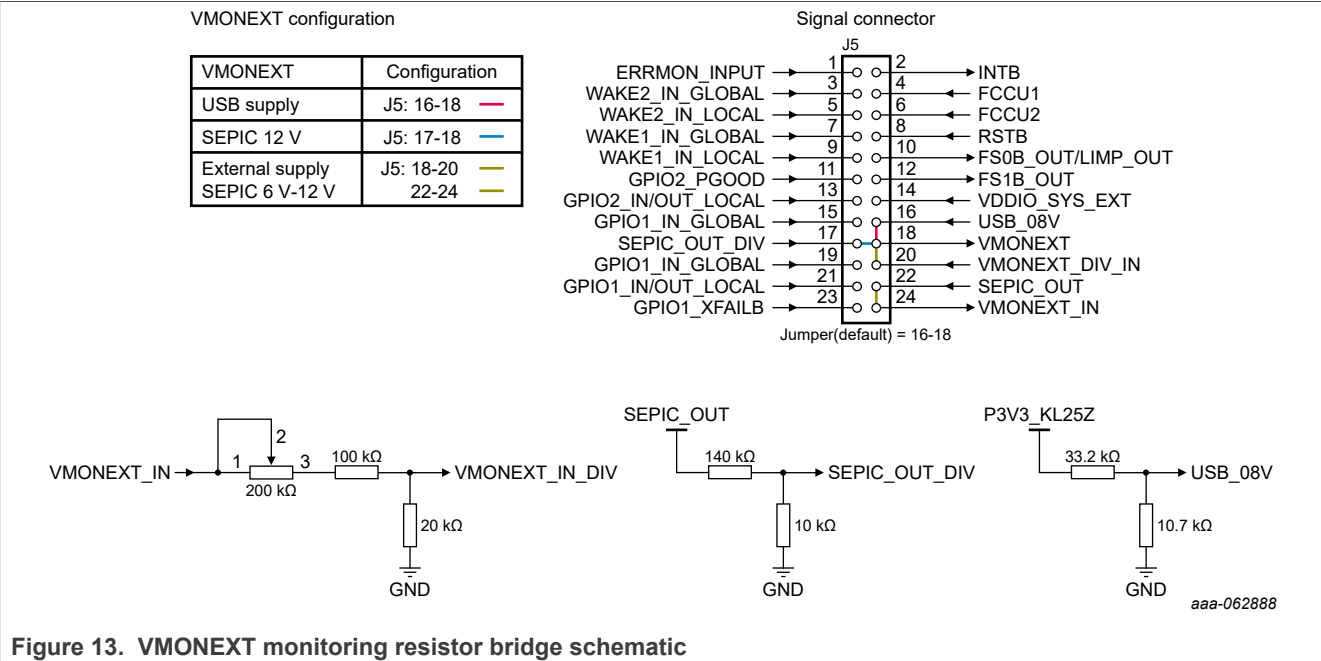 VMONEXT configuration
VMONEXT Configuration
USB supply J5: 16-18
SEPIC 12 V J5: 17-18
External supply J5: 18-20
SEPIC 6 V-12 V 22-24
Signal connector
J5
ERRMON_INPUT 1 2 INTB
WAKE2_IN_GLOBAL 3 4 FCCU1
WAKE2_IN_LOCAL 5 6 FCCU2
WAKE1_IN_GLOBAL 7 8 RSTB
WAKE1_IN_LOCAL 9 10 FS0B_OUT/LIMP_OUT
GPIO2_PGOOD 11 12 FS1B_OUT
GPIO2_IN/OUT_LOCAL 13 14 VDDIO_SYS_EXT
GPIO1_IN_GLOBAL 15 16 USB_08V
SEPIC_OUT_DIV 17 18 VMONEXT
GPIO1_IN_GLOBAL 19 20 VMONEXT_DIV_IN
GPIO1_IN/OUT_LOCAL 21 22 SEPIC_OUT
GPIO1_XFAILB 23 24 VMONEXT_IN
Jumper(default) = 16-18
VMONEXT_IN 1 2 3 100 kΩ VMONEXT_IN_DIV
200 kΩ
20 kΩ
GND
SEPIC_OUT
140 kΩ SEPIC_OUT_DIV
10 kΩ
GND
P3V3_KL25Z
33.2 kΩ USB_08V
10.7 kΩ
GND
aaa-062888
Figure 13. VMONEXT monitoring resistor bridge schematic